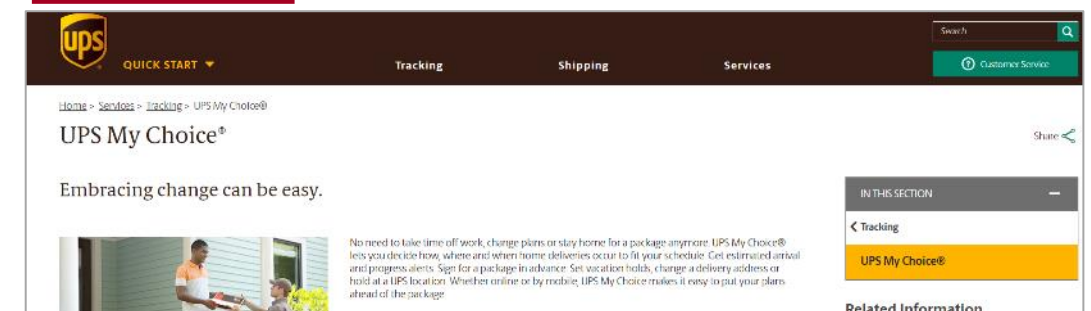 ups
Search
QUICK START
Tracking
Shipping
Services
Customer Service
Home > Services > Tracking > UPS My Choice®
UPS My Choice®
Share
Embracing change can be easy.
No need to take time off work, change plans or stay home for a package anymore. UPS My Choice®
lets you decide how, where and when home deliveries occur to fit your schedule. Get estimated arrival
and progress alerts. Sign for a package in advance. Set vacation holds, change a delivery address or
hold at a UPS location. Whether online or by mobile, UPS My Choice makes it easy to put your plans
ahead of the package.
IN THIS SECTION
Tracking
UPS My Choice®
Related Information